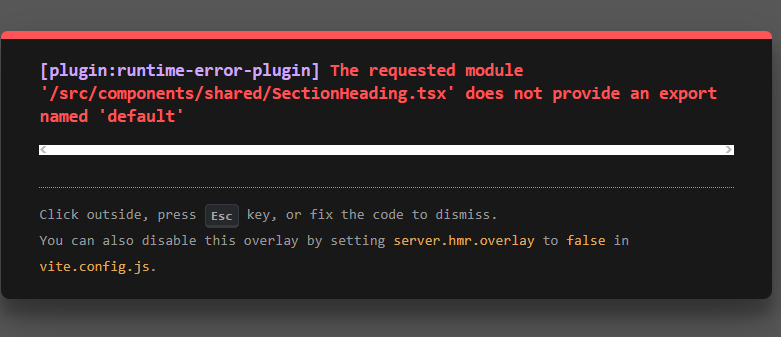 [plugin:runtime-error-plugin] The requested module
'/src/components/shared/SectionHeading.tsx' does not provide an export
named 'default'
Click outside, press Esc key, or fix the code to dismiss.
You can also disable this overlay by setting server.hmr.overlay to false in
vite.config.js.